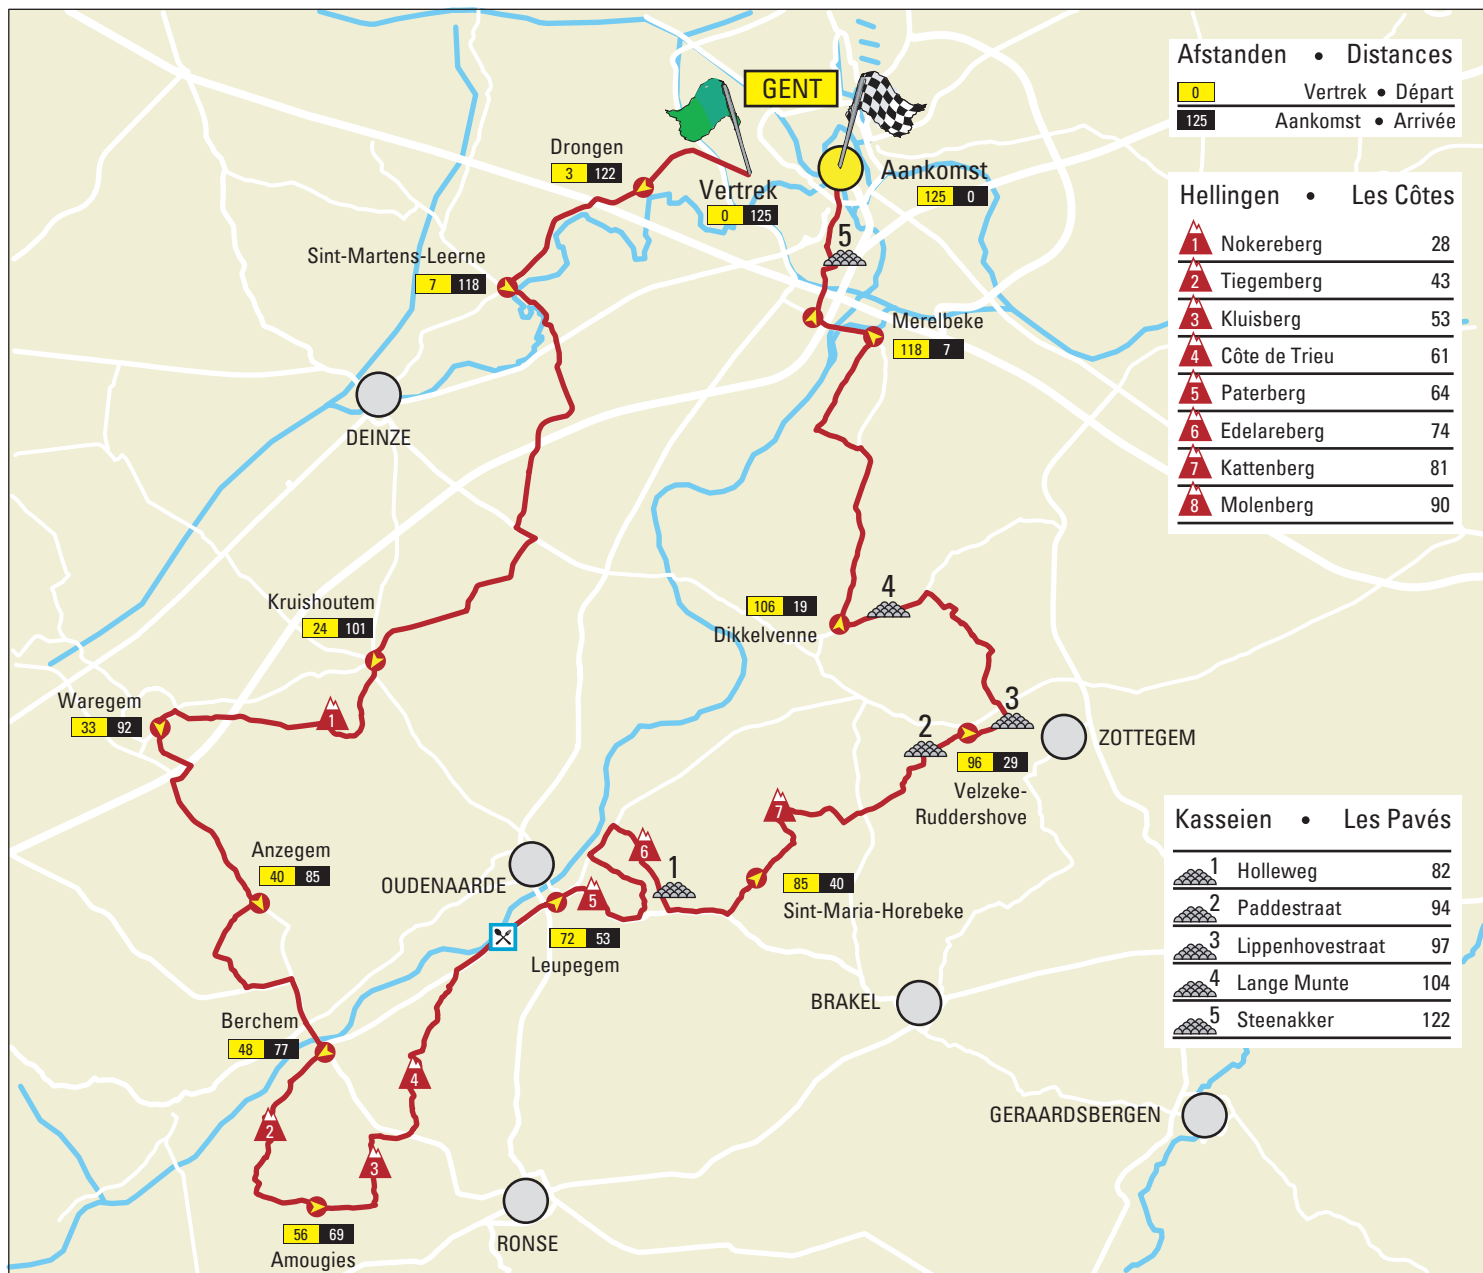 GENT
Drongen
3 122
Vertrek
0 125
Aankomst
125 0
5
Sint-Martens-Leerne
7 118
Merelbeke
118 7
DEINZE
Kruishoutem
24 101
106 19
Dikkelvenne
4
Waregem
33 92
1
3
2
ZOTTEGEM
96 29
Velzeke-
Ruddershove
7
Anzegem
40 85
OUDENAARDE
6
1
5
85 40
Sint-Maria-Horebeke
72 53
Leupegem
BRAKEL
Berchem
48 77
4
2
3
GERAARDSBERGEN
56 69
Amougies
RONSE
Afstanden • Distances
0 Vertrek • Départ
125 Aankomst • Arrivée
Hellingen • Les Côtes
1 Nokereberg 28
2 Tiegemberg 43
3 Kluisberg 53
4 Côte de Trieu 61
5 Paterberg 64
6 Edelareberg 74
7 Kattenberg 81
8 Molenberg 90
Kasseien • Les Pavés
1 Holleweg 82
2 Paddestraat 94
3 Lippenhovestraat 97
4 Lange Munte 104
5 Steenakker 122